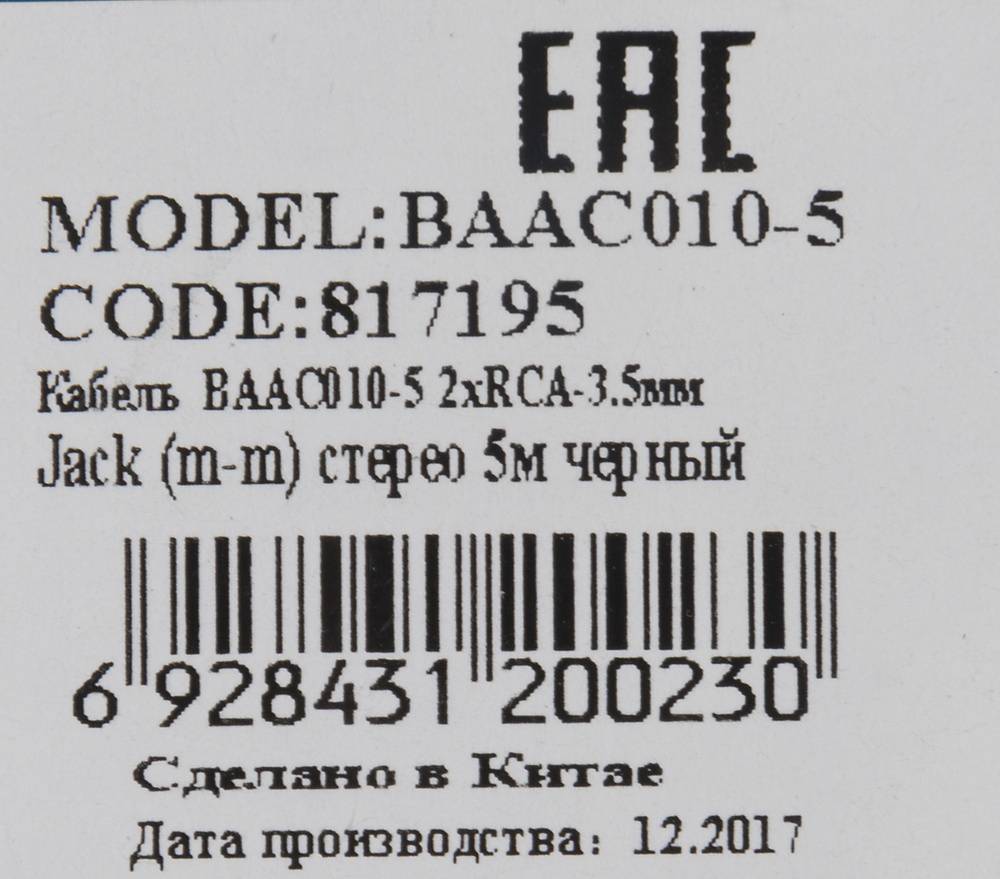 EAC
MODEL:BAAC010-5
CODE:817195
Кабель BAAC010-5 2xRCA-3.5мм
Jack (m-m) стерео 5м черный
6 928431 200230
Сделано в Китае
Дата производства: 12.2017